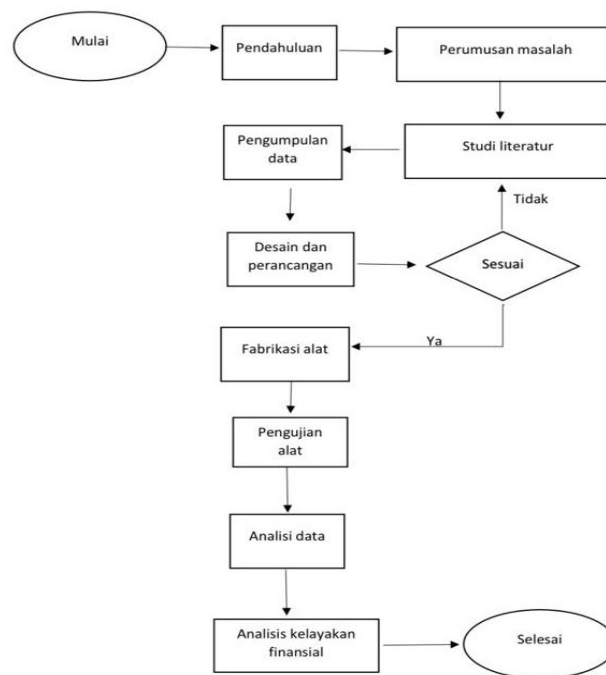 Mulai
Pendahuluan
Perumusan masalah
Studi literatur
Pengumpulan
data
Tidak
Desain dan
perancangan
Sesuai
Ya
Fabrikasi alat
Pengujian
alat
Analisi data
Analisis kelayakan
finansial
Selesai